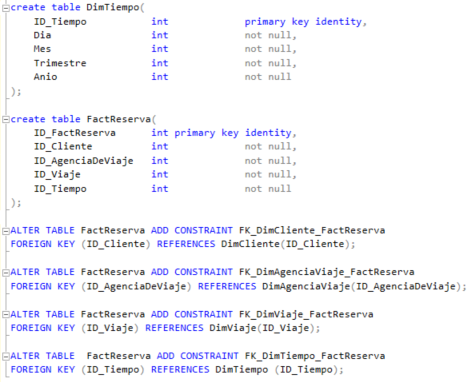 create table DimTiempo(
ID_Tiempo int primary key identity,
Dia int not null,
Mes int not null,
Trimestre int not null,
Anio int not null
);
create table FactReserva(
ID_FactReserva int primary key identity,
ID_Cliente int not null,
ID_AgenciaDeViaje int not null,
ID_Viaje int not null,
ID_Tiempo int not null
);
ALTER TABLE FactReserva ADD CONSTRAINT FK_DimCliente_FactReserva
FOREIGN KEY (ID_Cliente) REFERENCES DimCliente(ID_Cliente);
ALTER TABLE FactReserva ADD CONSTRAINT FK_DimAgenciaViaje_FactReserva
FOREIGN KEY (ID_AgenciaDeViaje) REFERENCES DimAgenciaViaje(ID_AgenciaDeViaje);
ALTER TABLE FactReserva ADD CONSTRAINT FK_DimViaje_FactReserva
FOREIGN KEY (ID_Viaje) REFERENCES DimViaje(ID_Viaje);
ALTER TABLE  FactReserva ADD CONSTRAINT FK_DimTiempo_FactReserva
FOREIGN KEY (ID_Tiempo) REFERENCES DimTiempo (ID_Tiempo);